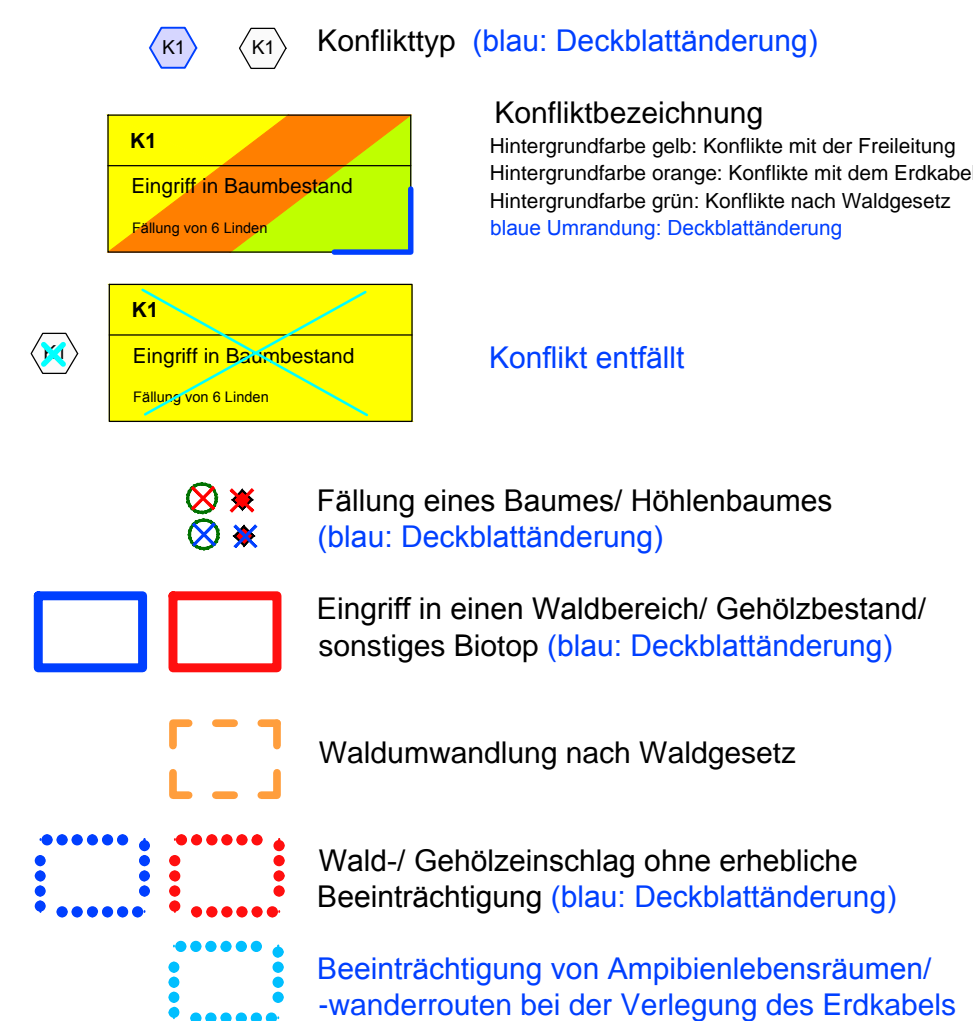 K1 K1 Konflikttyp (blau: Deckblattänderung)
K1
Eingriff in Baumbestand
Fällung von 6 Linden
Konfliktbezeichnung
Hintergrundfarbe gelb: Konflikte mit der Freileitung
Hintergrundfarbe orange: Konflikte mit dem Erdkabel
Hintergrundfarbe grün: Konflikte nach Waldgesetz
blaue Umrandung: Deckblattänderung
K1
K1
Eingriff in Baumbestand
Fällung von 6 Linden
Konflikt entfällt
Fällung eines Baumes/ Höhlenbaumes
(blau: Deckblattänderung)
Eingriff in einen Waldbereich/ Gehölzbestand/
sonstiges Biotop (blau: Deckblattänderung)
Waldumwandlung nach Waldgesetz
Wald-/ Gehölzeinschlag ohne erhebliche
Beeinträchtigung (blau: Deckblattänderung)
Beeinträchtigung von Ampibienlebensräumen/
-wanderrouten bei der Verlegung des Erdkabels